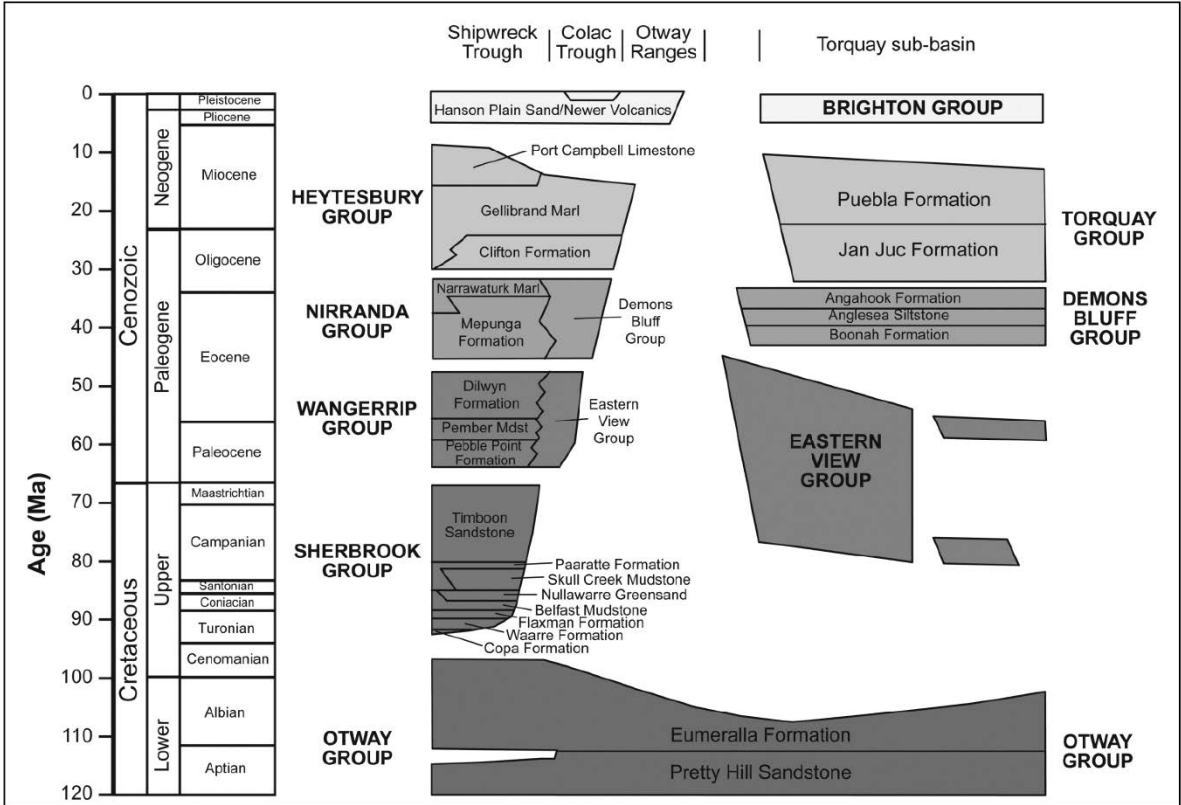 Shipwreck
Trough
Colac
Trough
Otway
Ranges
Torquay sub-basin
Age (Ma)
0
10
20
30
40
50
60
70
80
90
100
110
120
Cenozoic
Cretaceous
Neogene
Paleogene
Upper
Lower
Pleistocene
Pliocene
Miocene
Oligocene
Eocene
Paleocene
Maastrichtian
Campanian
Santonian
Coniacian
Turonian
Cenomanian
Albian
Aptian
Hanson Plain Sand/Newer Volcanics
BRIGHTON GROUP
HEYTESBURY
GROUP
Port Campbell Limestone
Gellibrand Marl
Clifton Formation
Puebla Formation
Jan Juc Formation
TORQUAY
GROUP
NIRRANDA
GROUP
Narrawaturk Marl
Mepunga
Formation
Demons
Bluff
Group
Angahook Formation
Anglesea Siltstone
Boonah Formation
DEMONS
BLUFF
GROUP
WANGERRIP
GROUP
Dilwyn
Formation
Pember Mdst
Pebble Point
Formation
Eastern
View
Group
EASTERN
VIEW
GROUP
SHERBROOK
GROUP
Timboon
Sandstone
Paaratte Formation
Skull Creek Mudstone
Nullawarre Greensand
Belfast Mudstone
Flaxman Formation
Waarre Formation
Copa Formation
OTWAY
GROUP
Eumeralla Formation
Pretty Hill Sandstone
OTWAY
GROUP